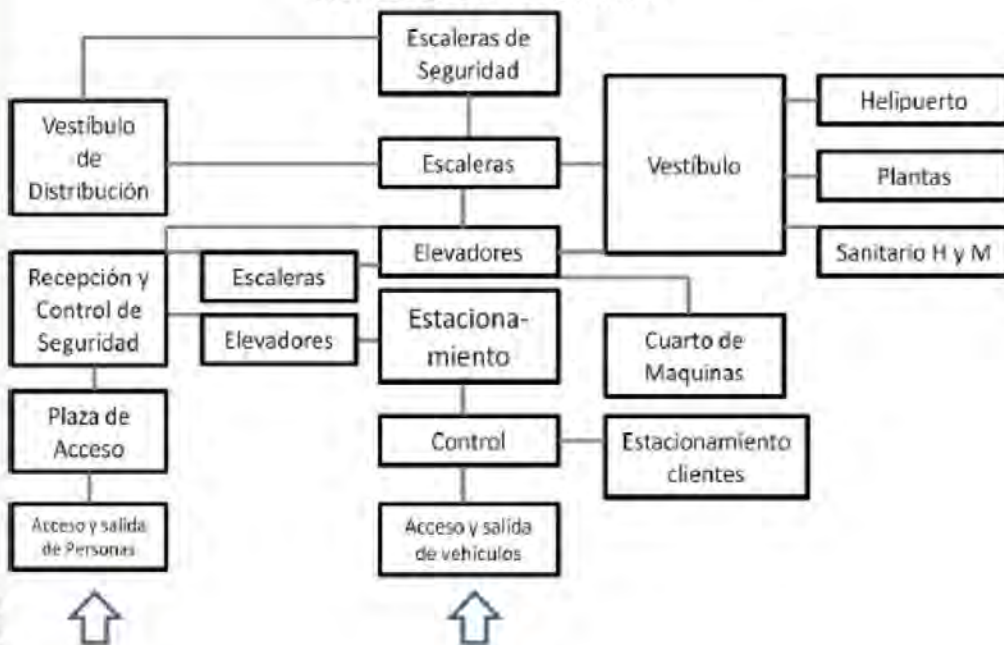 Escaleras de
Seguridad
Vestíbulo
de
Distribución
Escaleras
Vestíbulo
Helipuerto
Plantas
Sanitario H y M
Elevadores
Recepción y
Control de
Seguridad
Escaleras
Elevadores
Estaciona-
miento
Cuarto de
Maquinas
Plaza de
Acceso
Control
Estacionamiento
clientes
Acceso y salida
de Personas
Acceso y salida
de vehículos